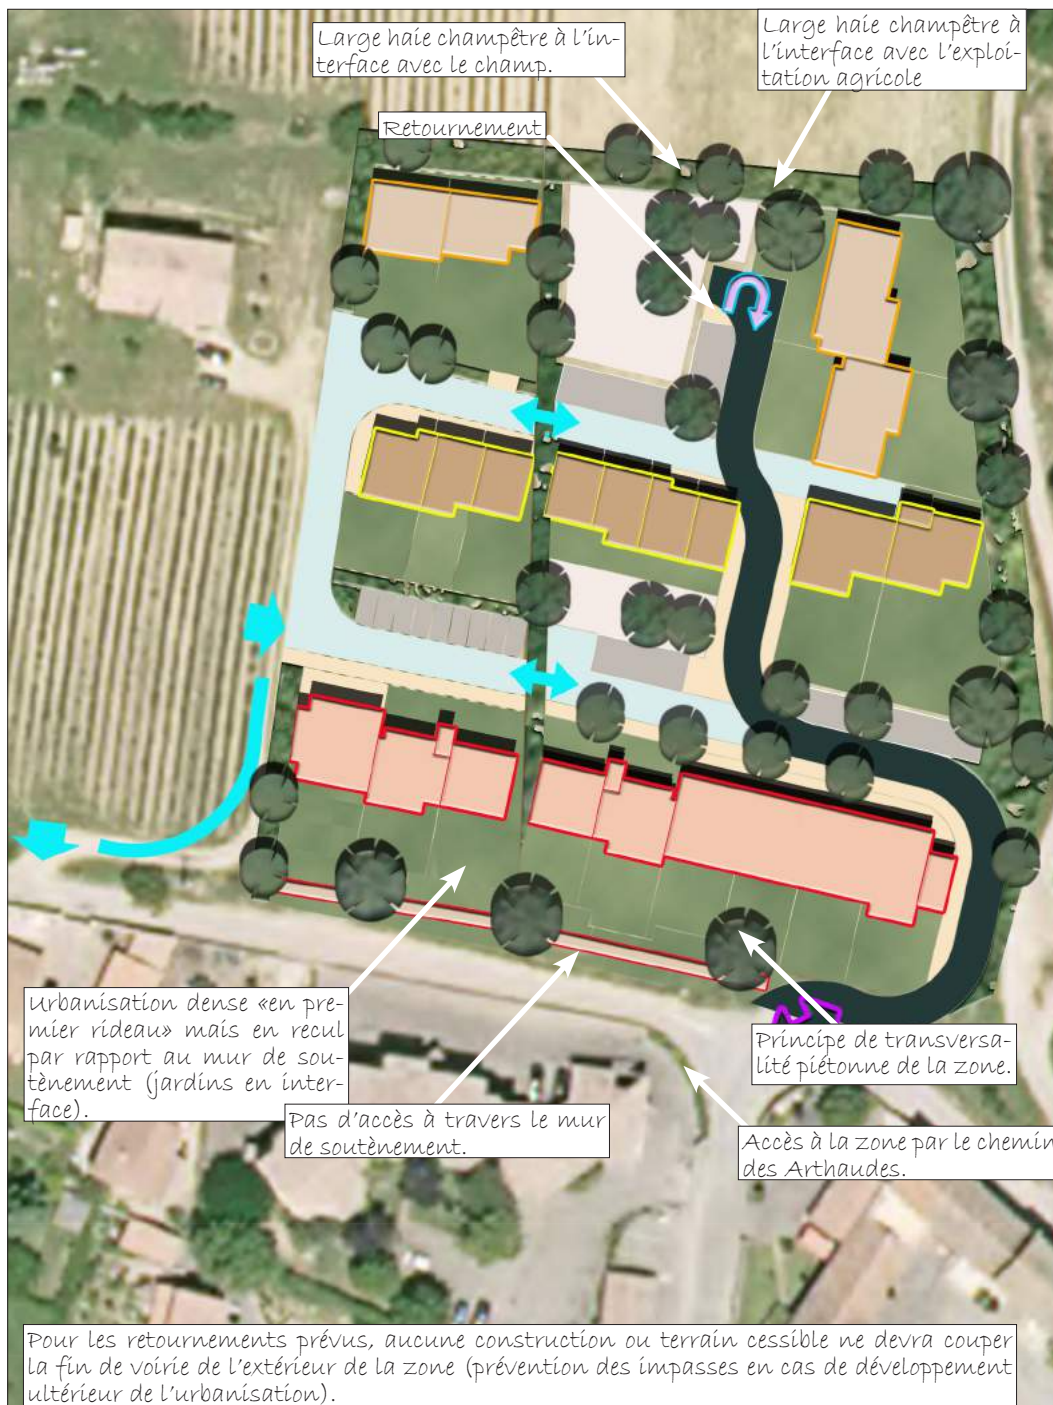 Large haie champêtre à l'in-
terface avec le champ.
Large haie champêtre à
l'interface avec l'exploi-
tation agricole
Retournement
Urbanisation dense «en pre-
mier rideau» mais en recul
par rapport au mur de sou-
tènement (jardins en inter-
face).
Pas d'accès à travers le mur
de soutènement.
Principe de transversa-
lité piétonne de la zone.
Accès à la zone par le chemin
des Arthaudes.
Pour les retournements prévus, aucune construction ou terrain cessible ne devra couper
la fin de voirie de l'extérieur de la zone (prévention des impasses en cas de développement
ultérieur de l'urbanisation).